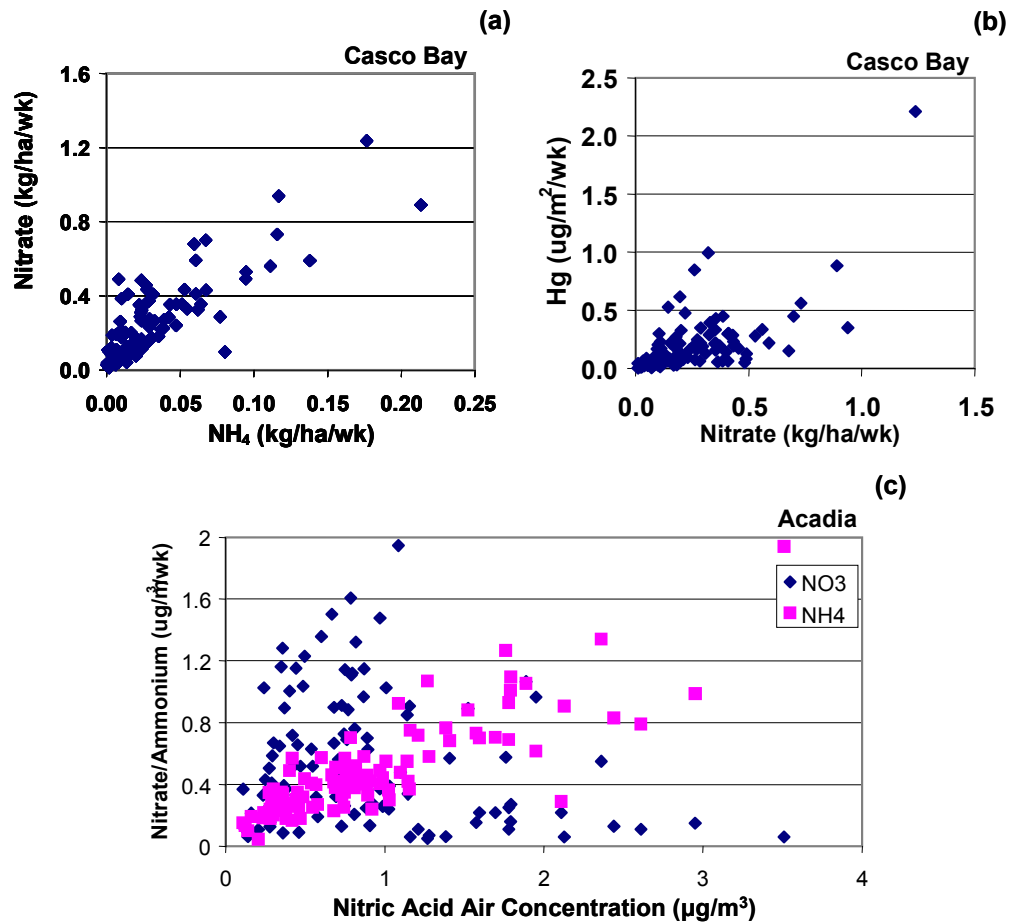 (a)
Casco Bay
Nitrate (kg/ha/wk)
1.6
1.2
0.8
0.4
0.0
0.00 0.05 0.10 0.15 0.20 0.25
NH₄ (kg/ha/wk)
(b)
Casco Bay
Hg (ug/m²/wk)
2.5
2.0
1.5
1.0
0.5
0.0
0.0 0.5 1.0 1.5
Nitrate (kg/ha/wk)
(c)
Acadia
Nitrate/Ammonium (ug/m³/wk)
2
1.6
1.2
0.8
0.4
0
0 1 2 3 4
Nitric Acid Air Concentration (µg/m³)
NO3
NH4